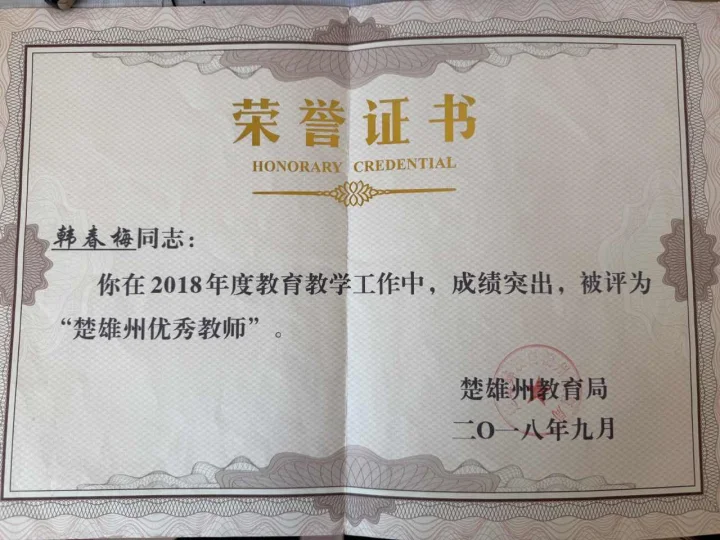 荣誉证书
HONORARY CREDENTIAL
韩春梅同志：
你在2018年度教育教学工作中，成绩突出，被评为
“楚雄州优秀教师”。
楚雄州教育局
二O一八年九月